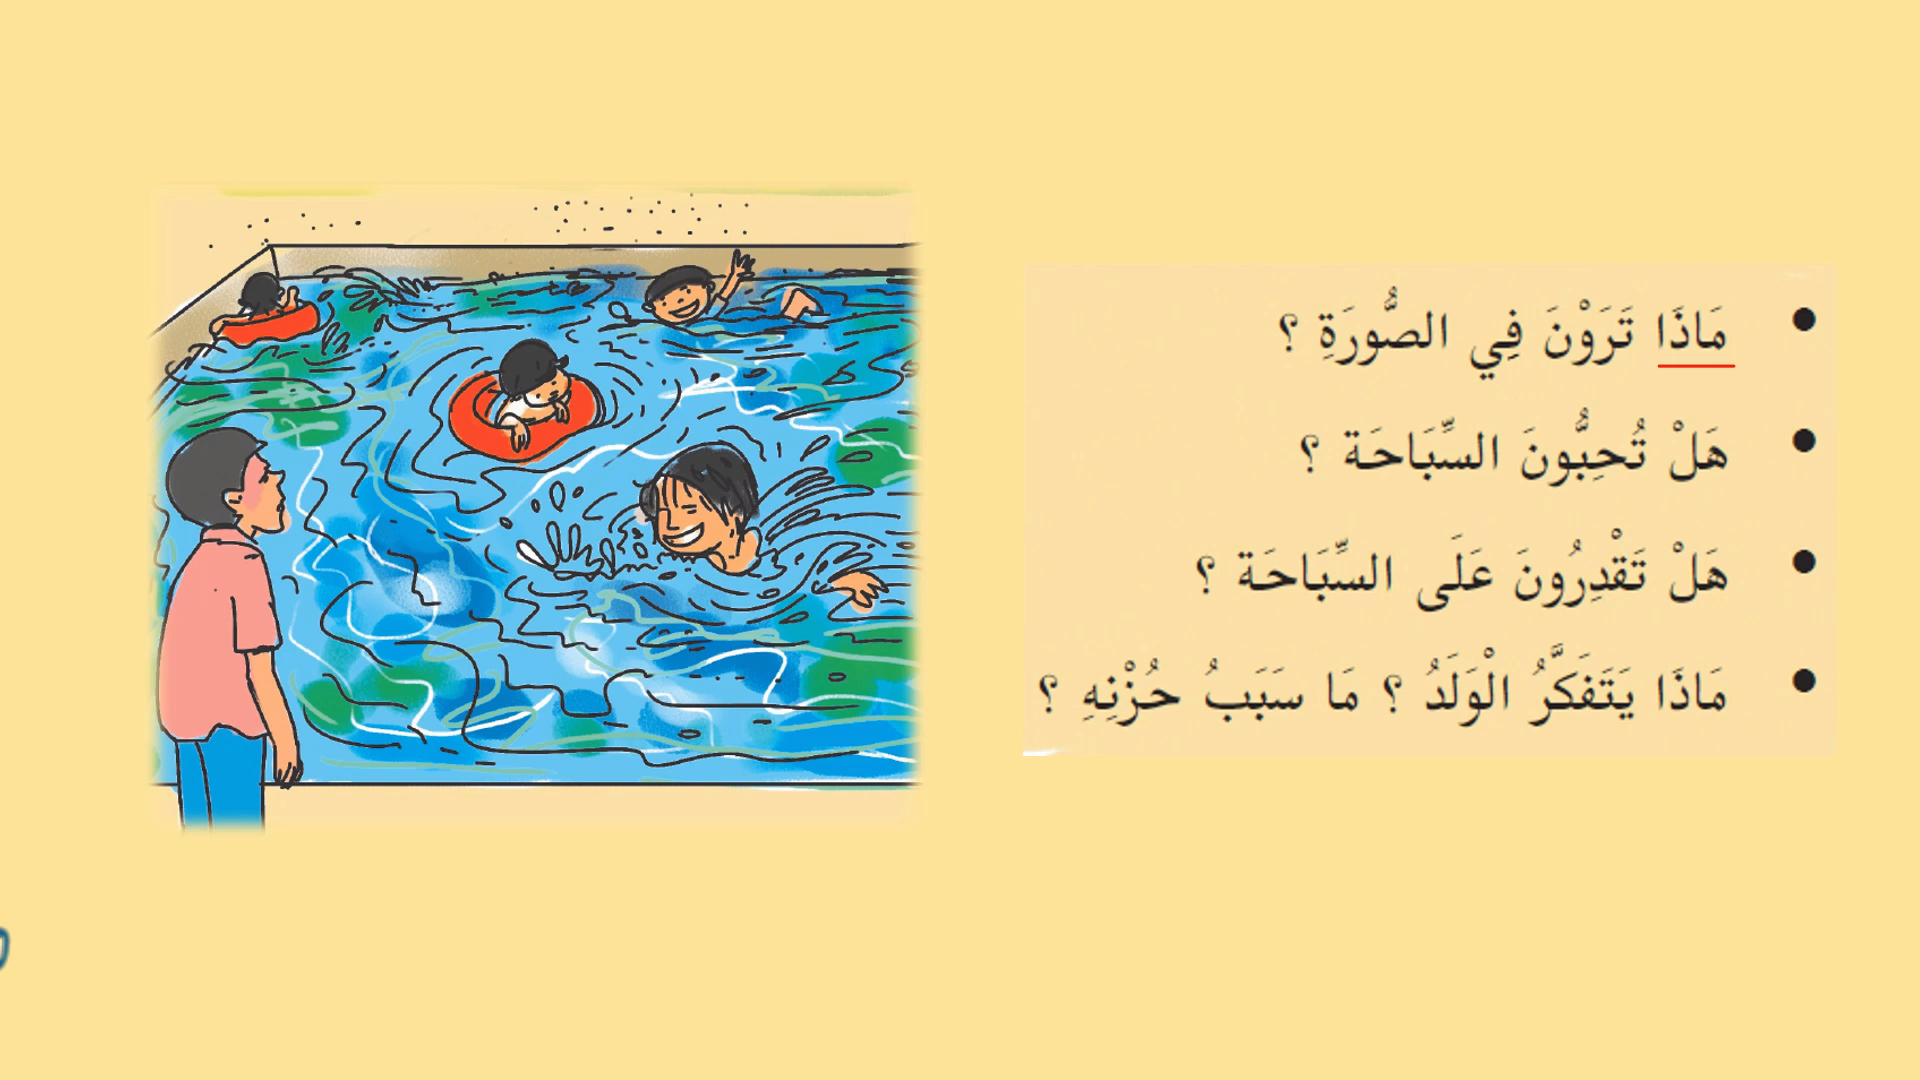 • مَاذَا تَرَوْنَ فِي الصُّورَةِ ؟
• هَلْ تُحِبُّونَ السِّبَاحَة ؟
• هَلْ تَقْدِرُونَ عَلَى السِّبَاحَة ؟
• مَاذَا يَتَفَكَّرُ الْوَلَدُ ؟ مَا سَبَبُ حُزْنِهِ ؟